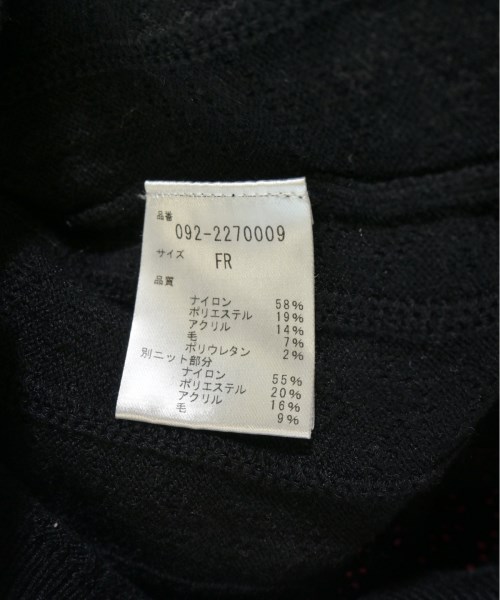 品番
092-2270009
サイズ
FR
品質
ナイロン 58%
ポリエステル 19%
アクリル 14%
毛 7%
ポリウレタン 2%
別ニット部分
ナイロン 55%
ポリエステル 20%
アクリル 16%
毛 9%